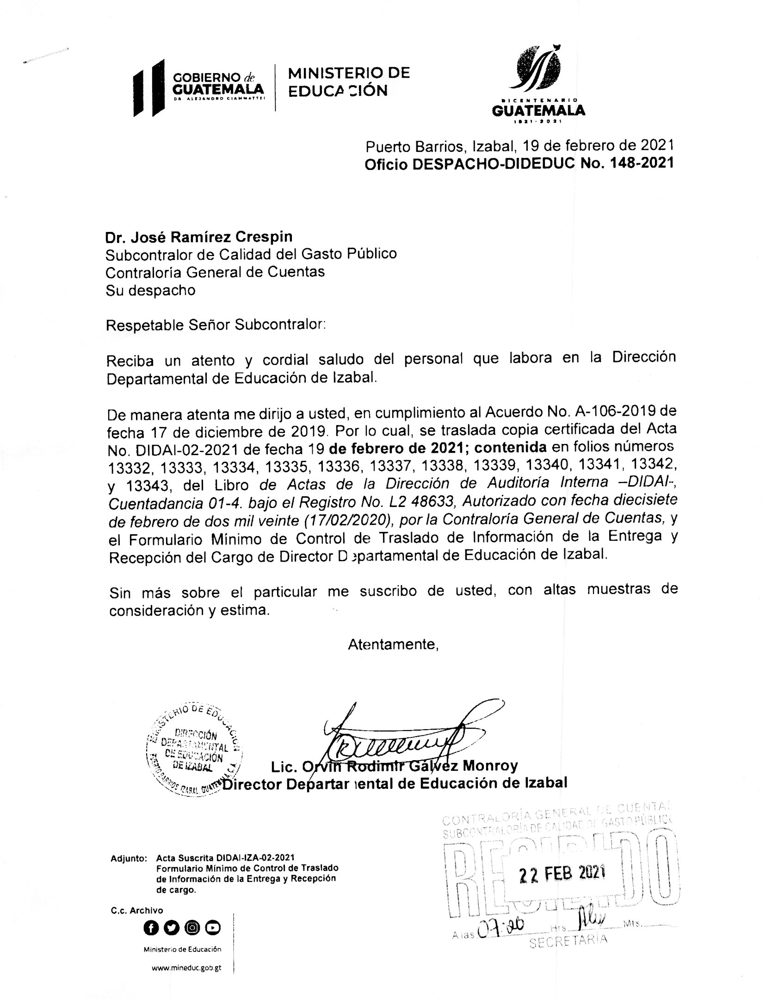 GOBIERNO de
GUATEMALA
DR. ALEJANDRO GIAMMATTEI
MINISTERIO DE
EDUCACIÓN
BICENTENARIO
GUATEMALA
1821-2021
Puerto Barrios, Izabal, 19 de febrero de 2021
Oficio DESPACHO-DIDEDUC No. 148-2021
Dr. José Ramírez Crespin
Subcontralor de Calidad del Gasto Público
Contraloría General de Cuentas
Su despacho
Respetable Señor Subcontralor:
Reciba un atento y cordial saludo del personal que labora en la Dirección
Departamental de Educación de Izabal.
De manera atenta me dirijo a usted, en cumplimiento al Acuerdo No. A-106-2019 de
fecha 17 de diciembre de 2019. Por lo cual, se traslada copia certificada del Acta
No. DIDAI-02-2021 de fecha 19 de febrero de 2021; contenida en folios números
13332, 13333, 13334, 13335, 13336, 13337, 13338, 13339, 13340, 13341, 13342,
y 13343, del Libro de Actas de la Dirección de Auditoría Interna –DIDAI-,
Cuentadancia 01-4. bajo el Registro No. L2 48633, Autorizado con fecha diecisiete
de febrero de dos mil veinte (17/02/2020), por la Contraloría General de Cuentas, y
el Formulario Mínimo de Control de Traslado de Información de la Entrega y
Recepción del Cargo de Director Departamental de Educación de Izabal.
Sin más sobre el particular me suscribo de usted, con altas muestras de
consideración y estima.
Atentamente,
MINISTERIO DE EDUCACIÓN
DIRECCIÓN
DEPARTAMENTAL
DE EDUCACIÓN
DE IZABAL
PUERTO BARRIOS IZABAL, GUATEMALA C.A.
Lic. Orvin Rodimir Gálvez Monroy
Director Departamental de Educación de Izabal
CONTRALORÍA GENERAL DE CUENTAS
SUBCONTRALORÍA DE CALIDAD DE GASTO PÚBLICO
RECIBIDO
22 FEB 2021
A las 07:20 Hrs. Mts.
SECRETARÍA
Adjunto: Acta Suscrita DIDAI-IZA-02-2021
Formulario Mínimo de Control de Traslado
de Información de la Entrega y Recepción
de cargo.
C.c. Archivo
Ministerio de Educación
www.mineduc.gob.gt